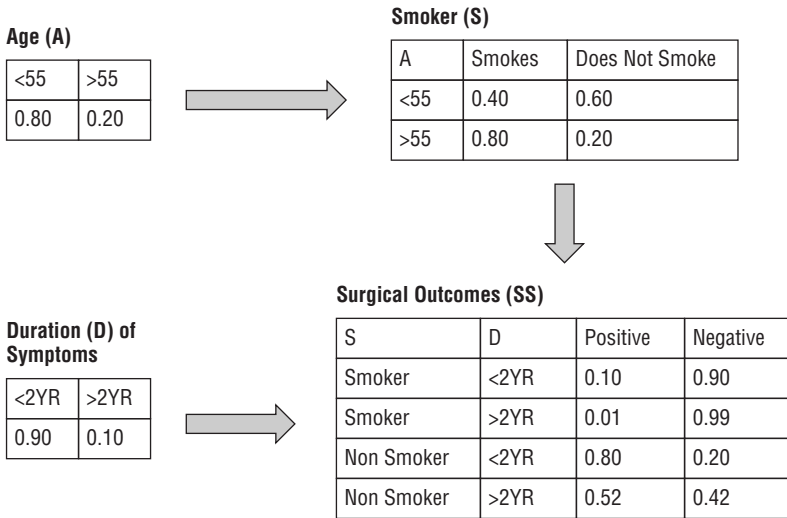 Age (A)
<55 >55
0.80 0.20
Smoker (S)
A Smokes Does Not Smoke
<55 0.40 0.60
>55 0.80 0.20
Duration (D) of
Symptoms
<2YR >2YR
0.90 0.10
Surgical Outcomes (SS)
S D Positive Negative
Smoker <2YR 0.10 0.90
Smoker >2YR 0.01 0.99
Non Smoker <2YR 0.80 0.20
Non Smoker >2YR 0.52 0.42